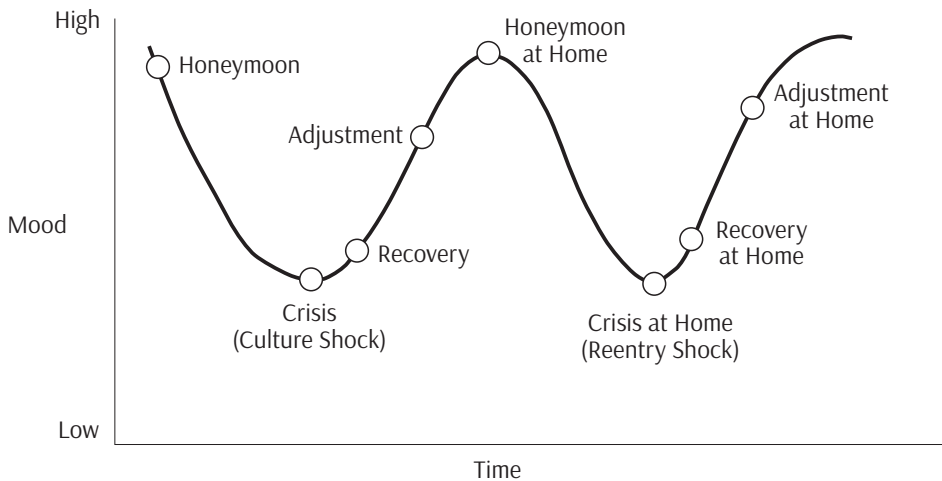 High
Honeymoon
Honeymoon
at Home
Adjustment
at Home
Adjustment
Mood
Recovery
Recovery
at Home
Crisis
(Culture Shock)
Crisis at Home
(Reentry Shock)
Low
Time